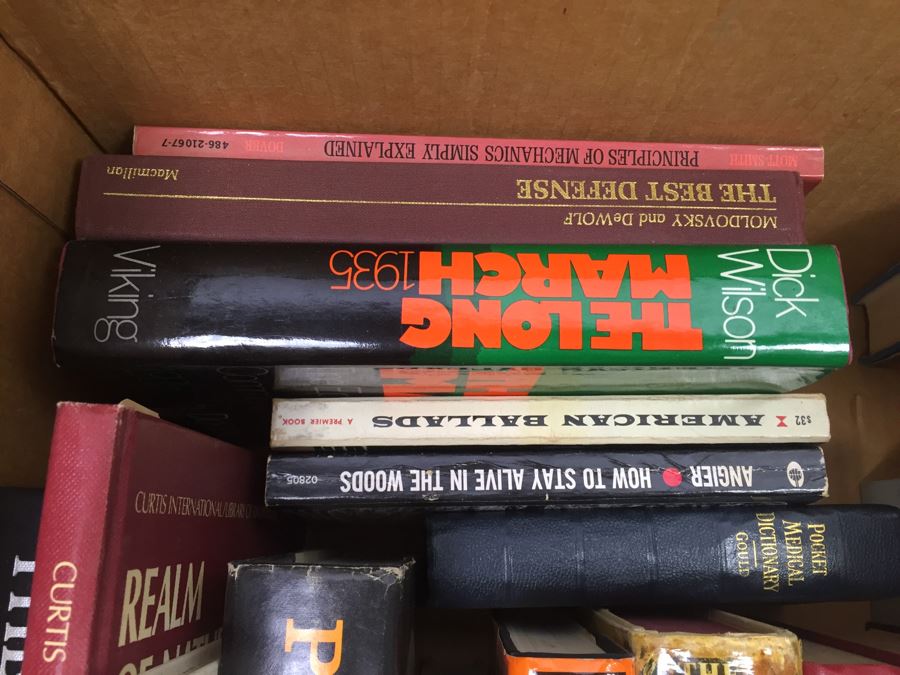 MOTT-SMITH PRINCIPLES OF MECHANICS SIMPLY EXPLAINED DOVER 486-21067-7
MOLDOVSKY and DeWOLF
THE BEST DEFENSE
Macmillan
Dick
Wilson
THE LONG
MARCH 1935
Viking
$32 AMERICAN BALLADS A PREMIER BOOK
ANGIER HOW TO STAY ALIVE IN THE WOODS 02805
POCKET
MEDICAL
DICTIONARY
GOULD
CURTIS
CURTIS INTERNATIONAL/LIBRARY
REALM
P
THE